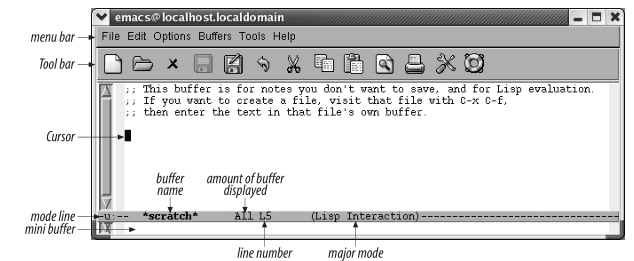 emacs@localhost.localdomain
menu bar
File Edit Options Buffers Tools Help
Tool bar
;; This buffer is for notes you don't want to save, and for Lisp evaluation.
;; If you want to create a file, visit that file with C-x C-f,
;; then enter the text in that file's own buffer.
Cursor
buffer name
amount of buffer displayed
mode line
-u:-- *scratch* All L5 (Lisp Interaction)--------------------------------------
mini buffer
line number
major mode